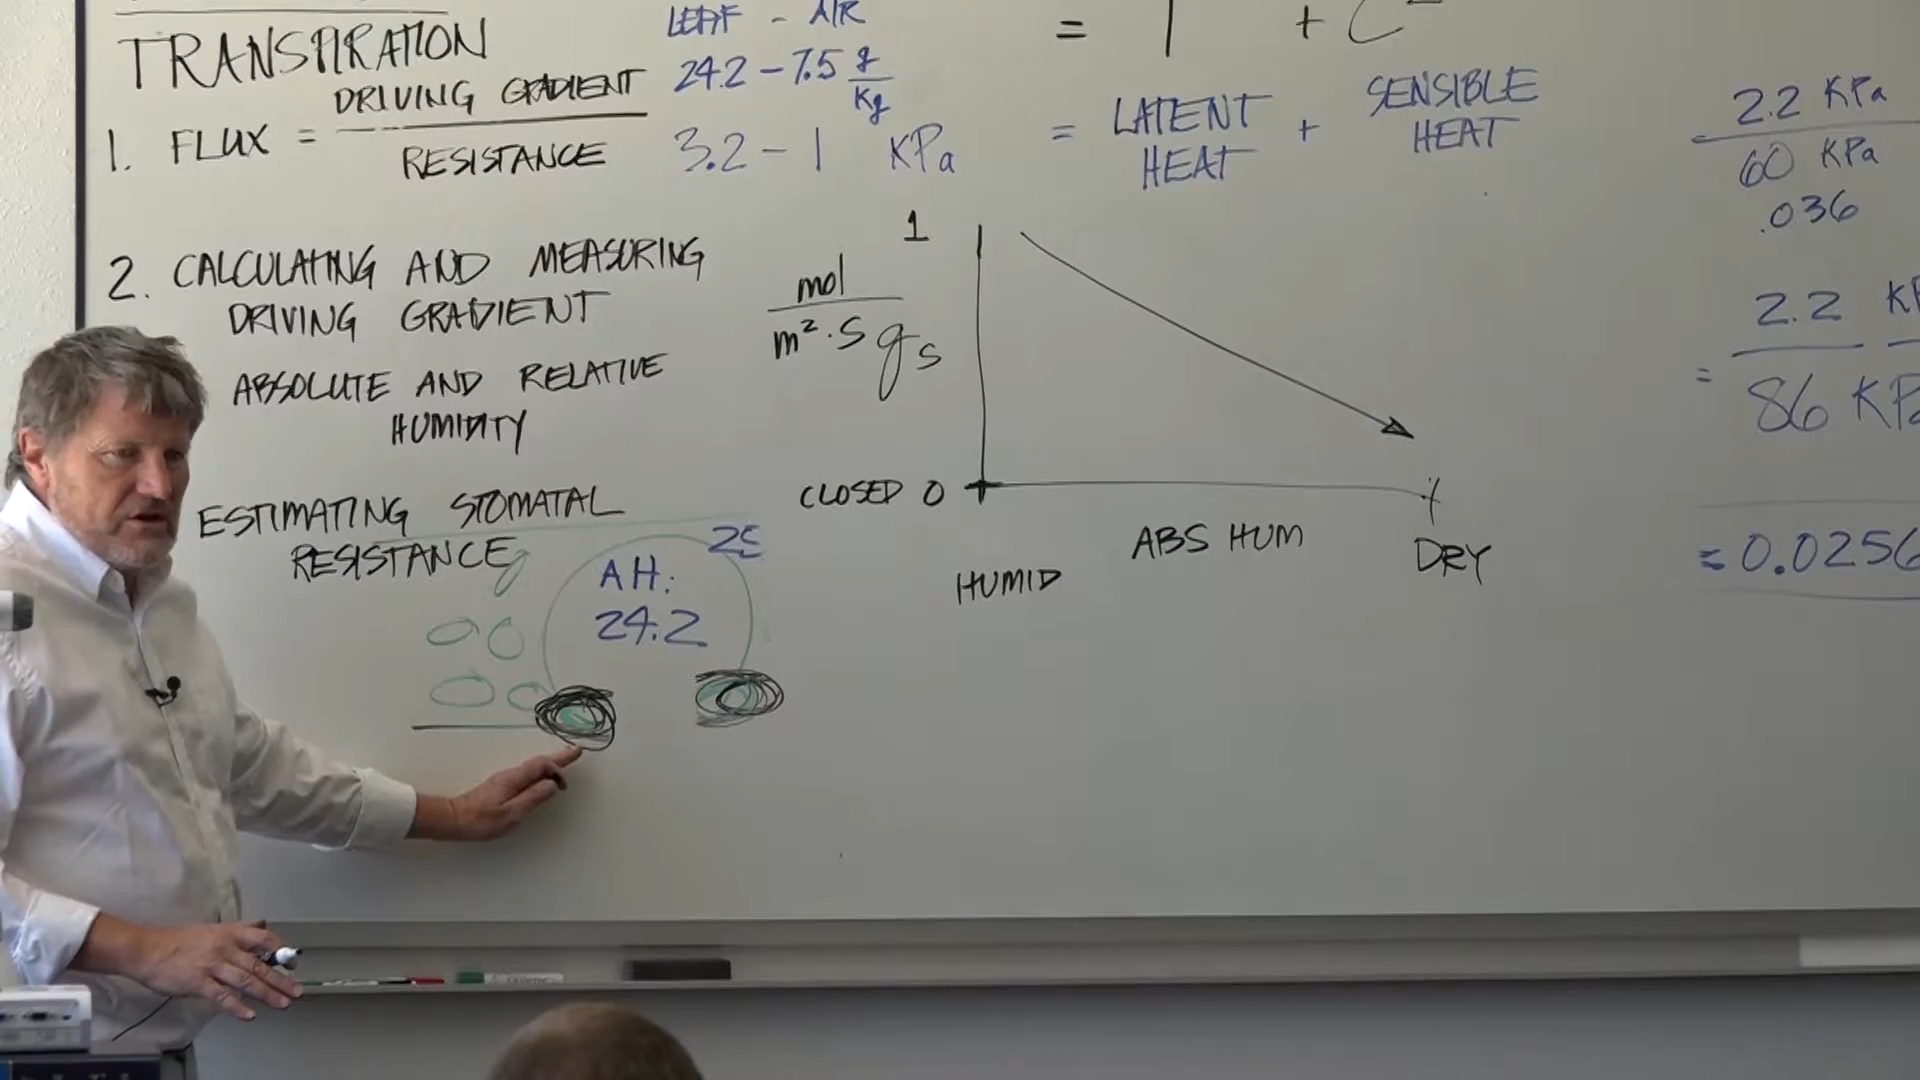 TRANSPIRATION
1. FLUX = DRIVING GRADIENT
RESISTANCE
LEAF - AIR
24.2 - 7.5 g
Kg
3.2 - 1 KPa
= +
= LATENT HEAT + SENSIBLE HEAT
2. CALCULATING AND MEASURING
DRIVING GRADIENT
ABSOLUTE AND RELATIVE
HUMIDITY
ESTIMATING STOMATAL
RESISTANCE
25
AH:
24.2
1
mol
m²·S
gs
CLOSED 0
HUMID
ABS HUM
DRY
2.2 KPa
60 KPa
.036
= 2.2
86
= 0.0256